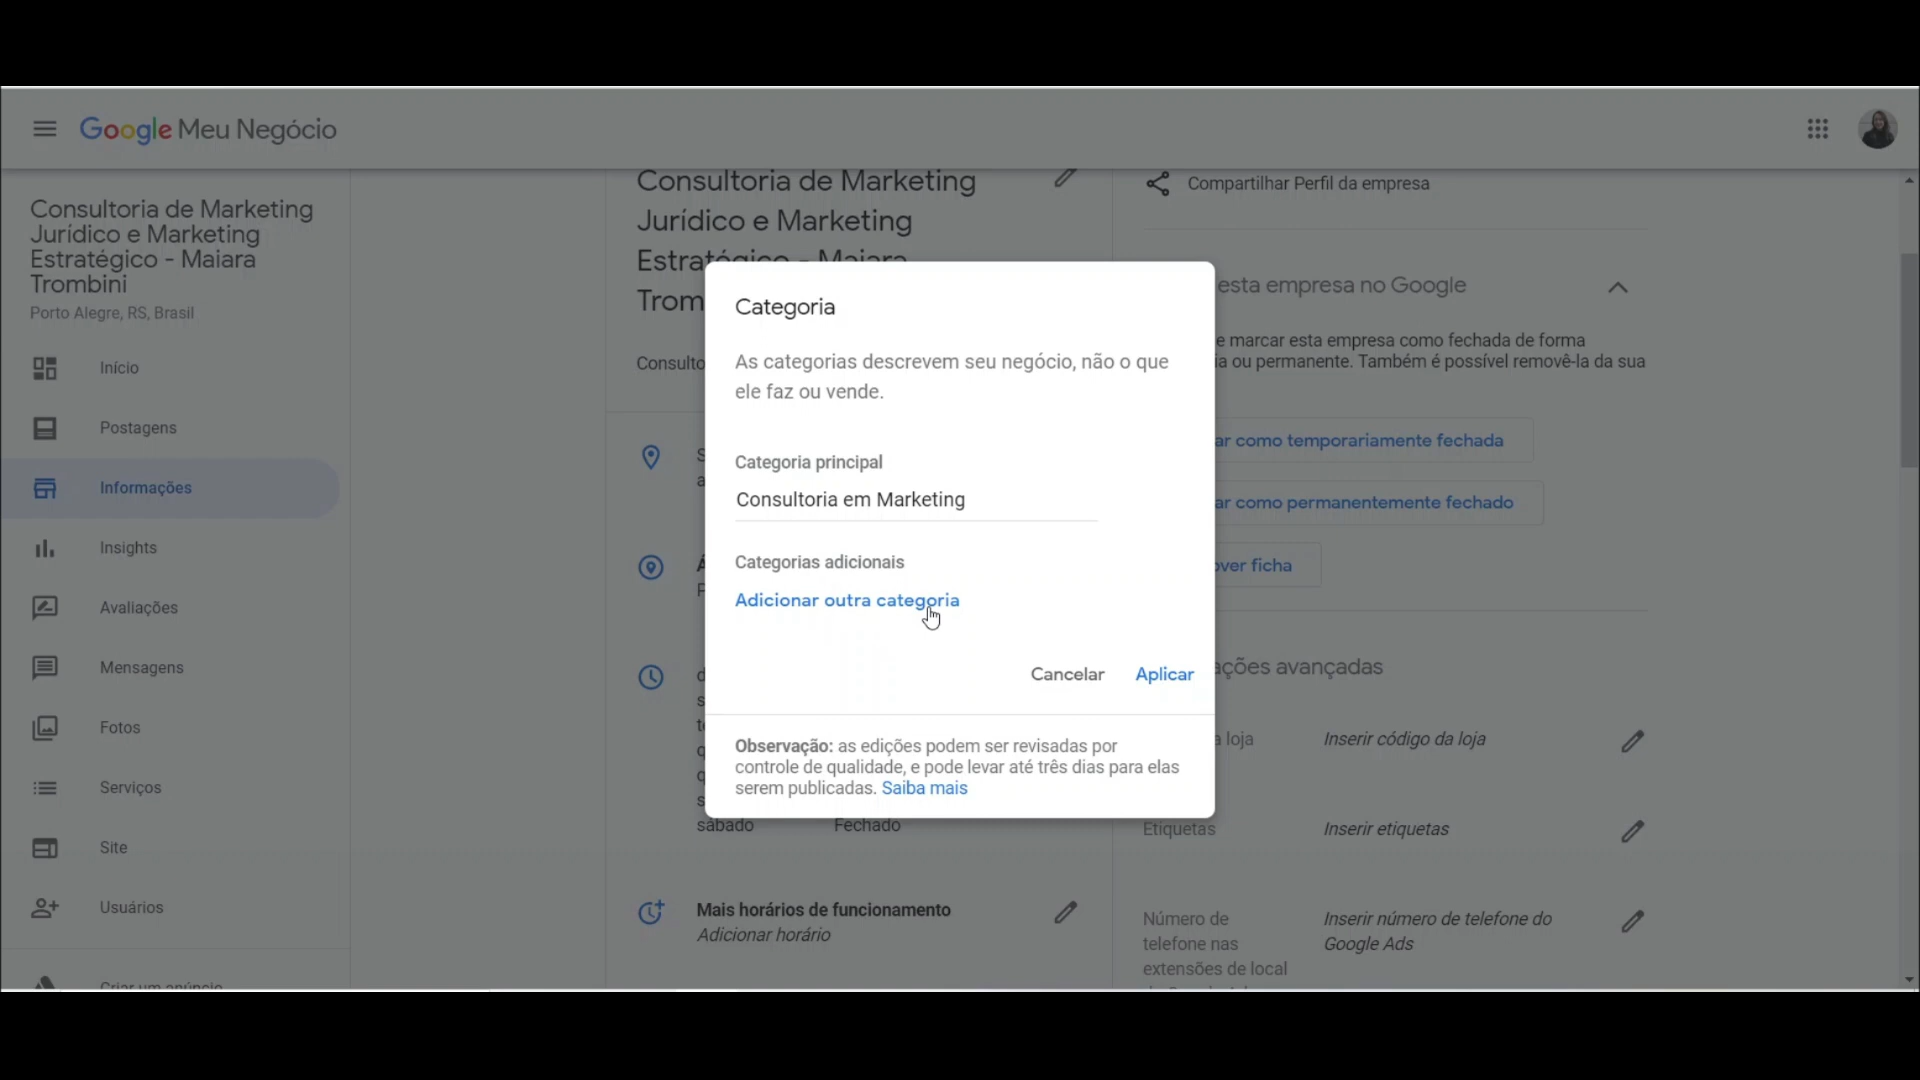 Google Meu Negócio
Consultoria de Marketing
Jurídico e Marketing
Estratégico - Maiara
Trombini
Porto Alegre, RS, Brasil
Início
Postagens
Informações
Insights
Avaliações
Mensagens
Fotos
Serviços
Site
Usuários
Criar um anúncio
Consultoria de Marketing
Jurídico e Marketing
Estratégico - Maiara
Trom
Consulto
Categoria
As categorias descrevem seu negócio, não o que
ele faz ou vende.
Categoria principal
Consultoria em Marketing
Categorias adicionais
Adicionar outra categoria
Cancelar Aplicar
Observação: as edições podem ser revisadas por
controle de qualidade, e pode levar até três dias para elas
serem publicadas. Saiba mais
sábado Fechado
Mais horários de funcionamento
Adicionar horário
Compartilhar Perfil da empresa
esta empresa no Google
e marcar esta empresa como fechada de forma
ia ou permanente. Também é possível removê-la da sua
ar como temporariamente fechada
ar como permanentemente fechado
over ficha
ações avançadas
a loja Inserir código da loja
Etiquetas Inserir etiquetas
Número de Inserir número de telefone do
telefone nas Google Ads
extensões de local